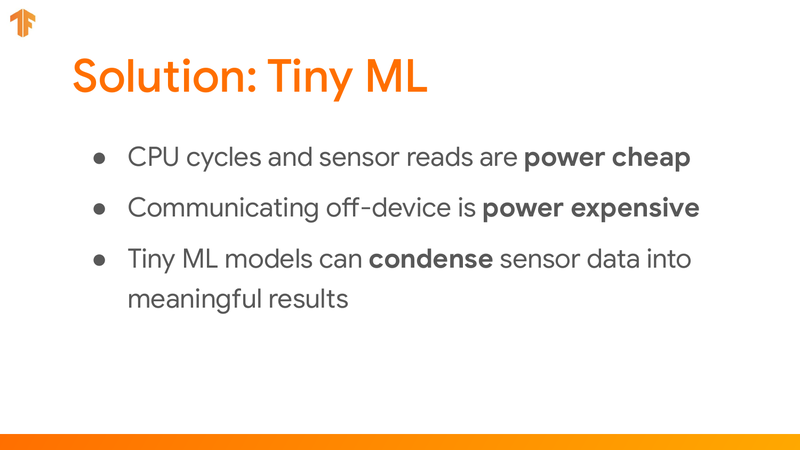 Solution: Tiny ML
● CPU cycles and sensor reads are power cheap
● Communicating off-device is power expensive
● Tiny ML models can condense sensor data into
meaningful results